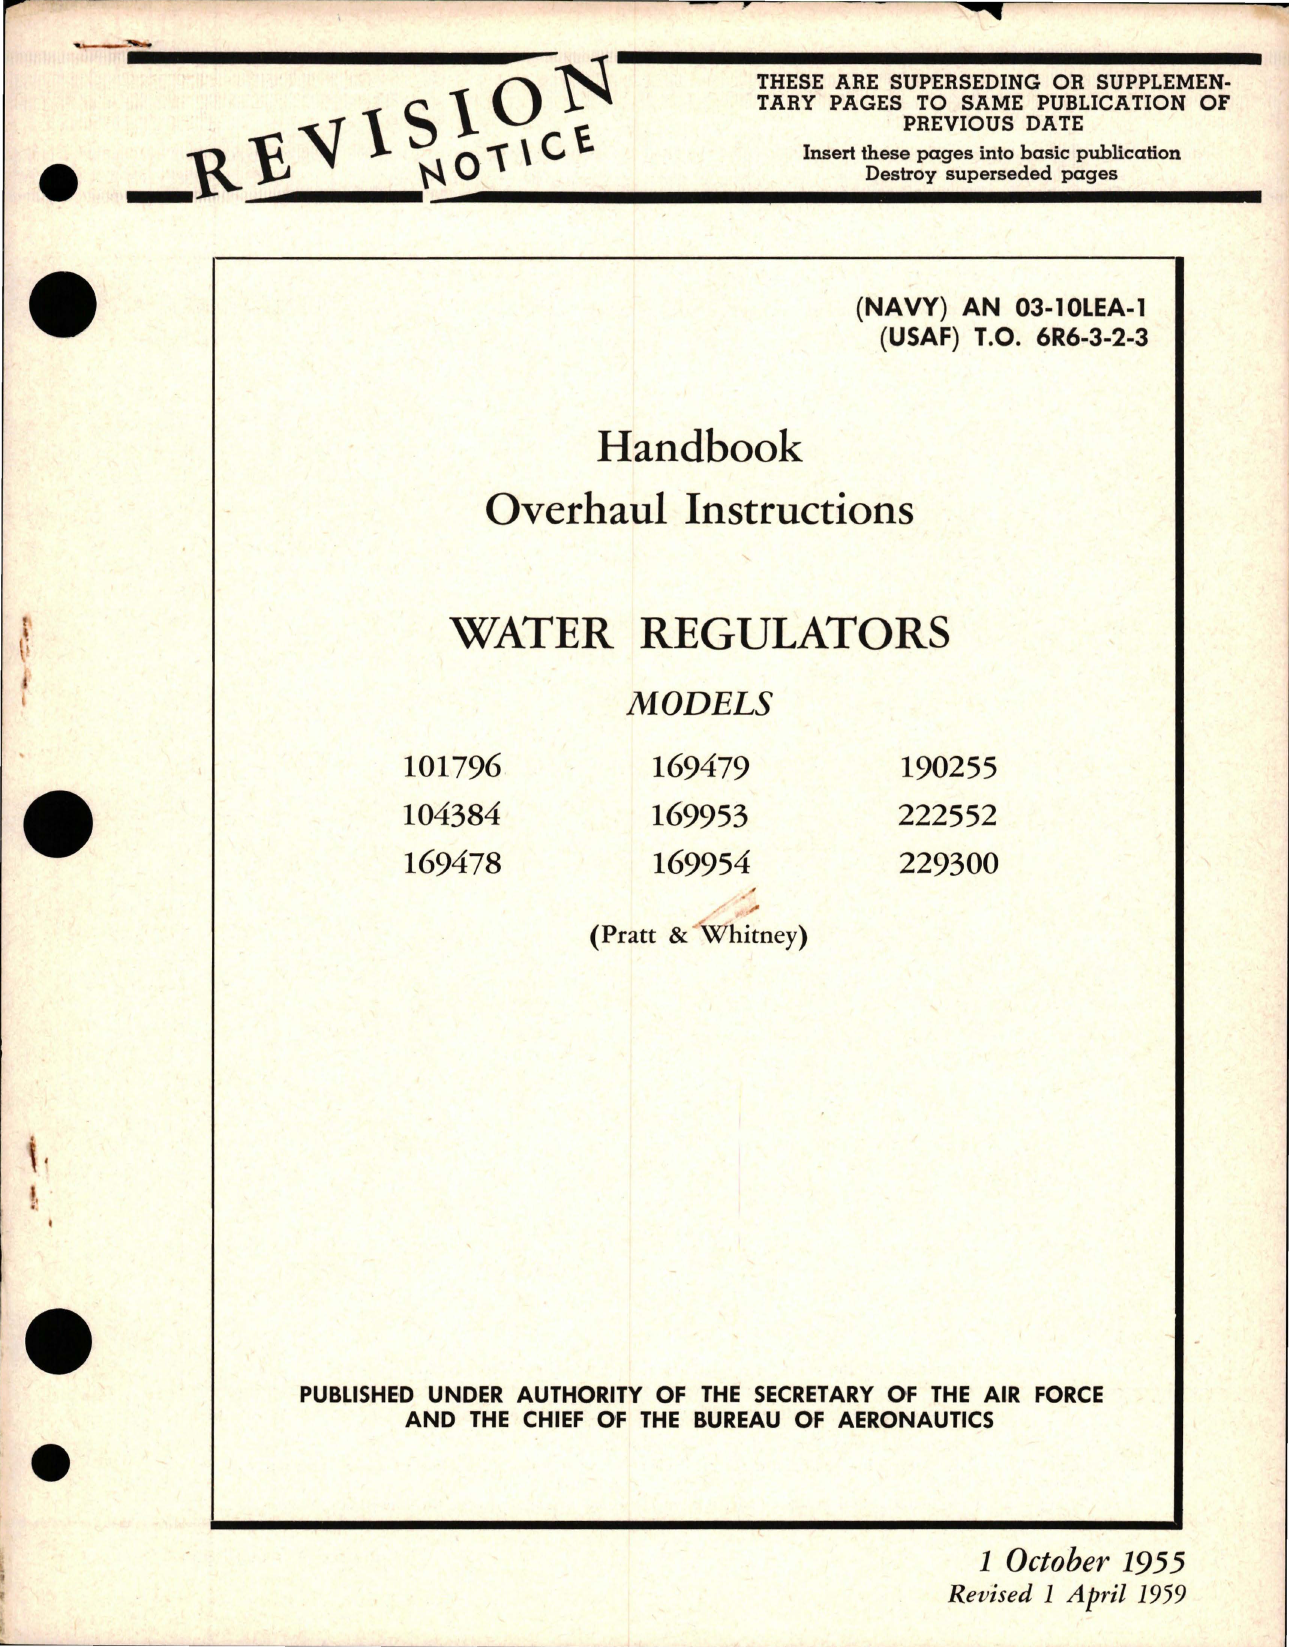 REVISION
NOTICE
THESE ARE SUPERSEDING OR SUPPLEMEN-
TARY PAGES TO SAME PUBLICATION OF
PREVIOUS DATE
Insert these pages into basic publication
Destroy superseded pages
(NAVY) AN 03-10LEA-1
(USAF) T.O. 6R6-3-2-3
Handbook
Overhaul Instructions
WATER REGULATORS
MODELS
101796 169479 190255
104384 169953 222552
169478 169954 229300
(Pratt & Whitney)
PUBLISHED UNDER AUTHORITY OF THE SECRETARY OF THE AIR FORCE
AND THE CHIEF OF THE BUREAU OF AERONAUTICS
1 October 1955
Revised 1 April 1959